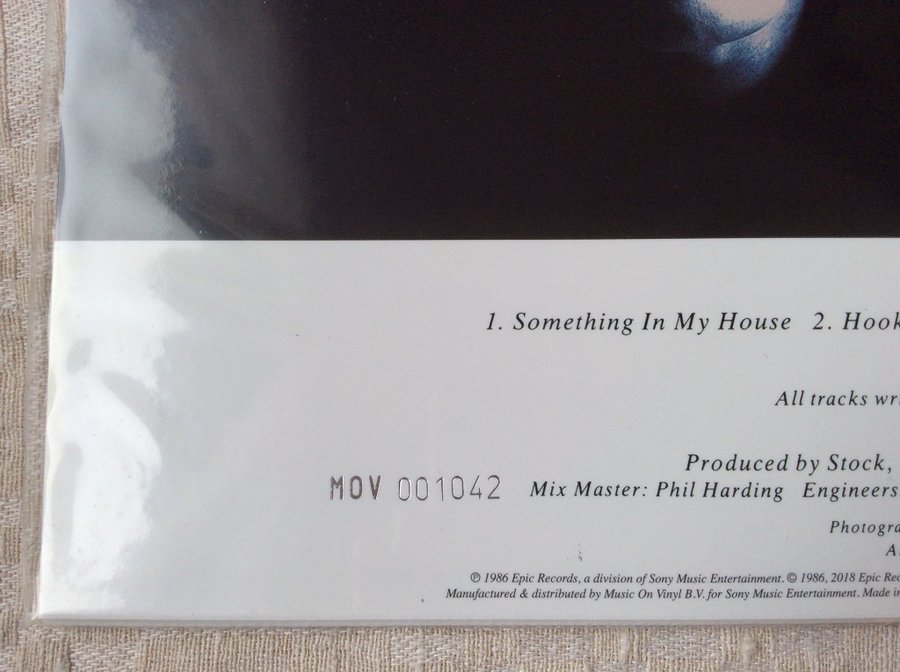 1. Something In My House 2. Hook
All tracks wr
Produced by Stock,
MOV 001042 Mix Master: Phil Harding Engineers
Photogra
A
℗ 1986 Epic Records, a division of Sony Music Entertainment. © 1986, 2018 Epic Rec
Manufactured & distributed by Music On Vinyl B.V. for Sony Music Entertainment. Made in